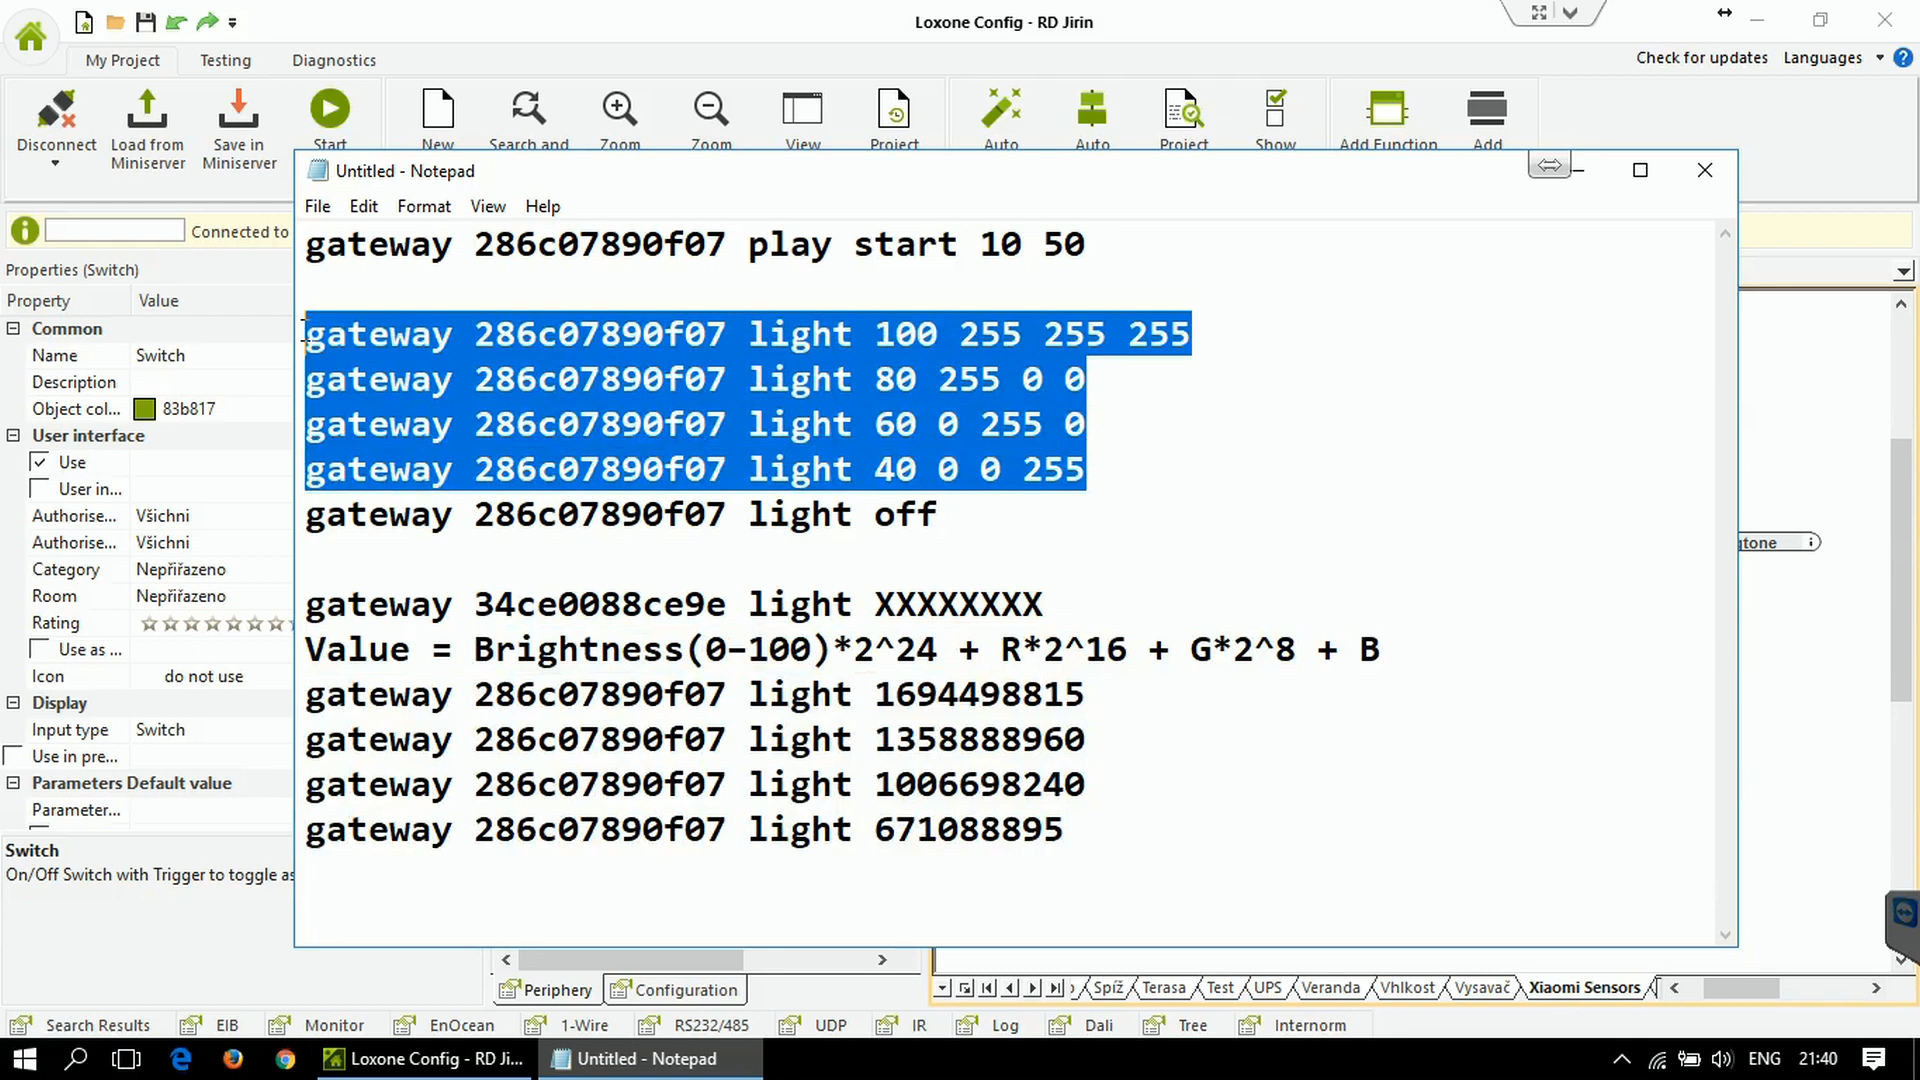 Loxone Config - RD Jirin
My Project
Testing
Diagnostics
Check for updates
Languages
Disconnect
Load from Miniserver
Save in Miniserver
Start
New
Search and
Zoom
Zoom
View
Project
Auto
Auto
Project
Show
Add Function
Add
Connected to
Untitled - Notepad
File Edit Format View Help
gateway 286c07890f07 play start 10 50
gateway 286c07890f07 light 100 255 255 255
gateway 286c07890f07 light 80 255 0 0
gateway 286c07890f07 light 60 0 255 0
gateway 286c07890f07 light 40 0 0 255
gateway 286c07890f07 light off
gateway 34ce0088ce9e light XXXXXXXX
Value = Brightness(0-100)*2^24 + R*2^16 + G*2^8 + B
gateway 286c07890f07 light 1694498815
gateway 286c07890f07 light 1358888960
gateway 286c07890f07 light 1006698240
gateway 286c07890f07 light 671088895
Properties (Switch)
Property Value
Common
Name Switch
Description
Object col... 83b817
User interface
Use
User in...
Authorise... Všichni
Authorise... Všichni
Category Nepřiřazeno
Room Nepřiřazeno
Rating
Use as ...
Icon do not use
Display
Input type Switch
Use in pre...
Parameters Default value
Parameter...
Switch
On/Off Switch with Trigger to toggle as
Periphery
Configuration
Spíž
Terasa
Test
UPS
Veranda
Vhlkost
Vysavač
Xiaomi Sensors
Search Results
EIB
Monitor
EnOcean
1-Wire
RS232/485
UDP
IR
Log
Dali
Tree
Internorm
Loxone Config - RD Ji...
Untitled - Notepad
ENG
21:40